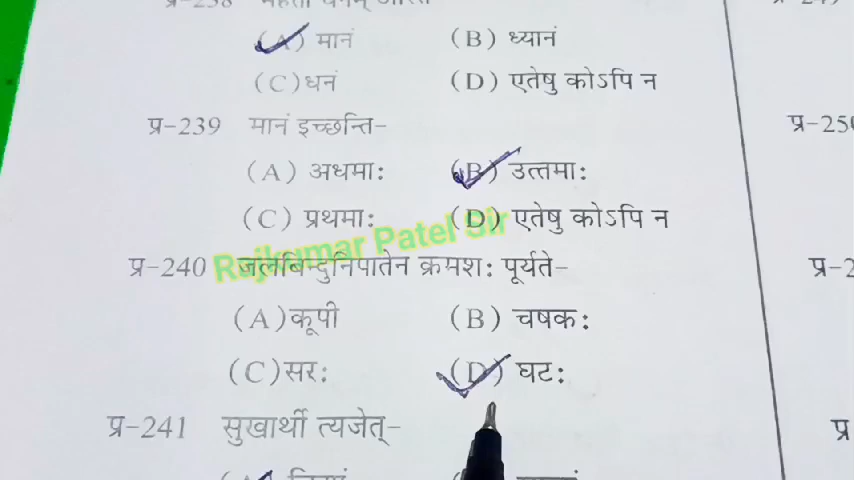 (A) मानं (B) ध्यानं
(C) धनं (D) एतेषु कोऽपि न
प्र-239 मानं इच्छन्ति-
(A) अधमाः (B) उत्तमाः
(C) प्रथमाः (D) एतेषु कोऽपि न
Rajkumar Patel Sir
प्र-240 जलबिन्दुनिपातेन क्रमशः पूर्यते-
(A) कूपी (B) चषकः
(C) सरः (D) घटः
प्र-241 सुखार्थी त्यजेत्-
प्र-250